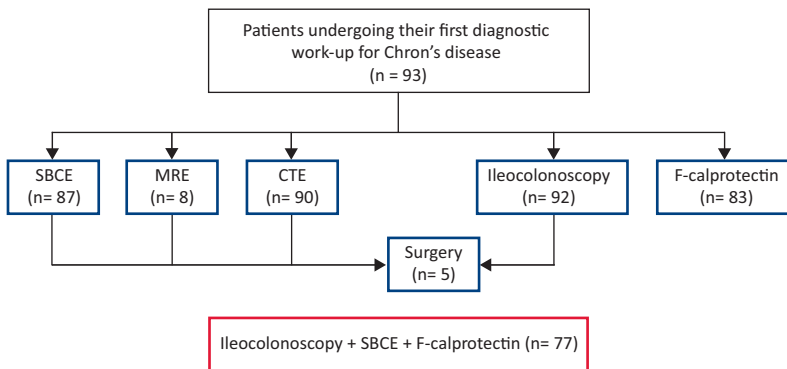 Patients undergoing their first diagnostic
work-up for Chron's disease
(n = 93)
SBCE
(n= 87)
MRE
(n= 8)
CTE
(n= 90)
Ileocolonoscopy
(n= 92)
F-calprotectin
(n= 83)
Surgery
(n= 5)
Ileocolonoscopy + SBCE + F-calprotectin (n= 77)